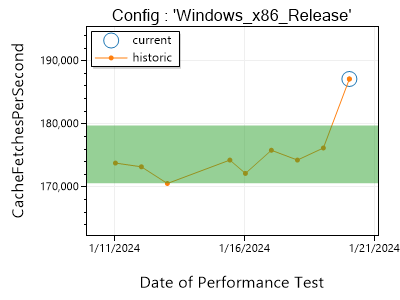 Config : 'Windows_x86_Release'
current
historic
CacheFetchesPerSecond
190,000
180,000
170,000
1/11/2024
1/16/2024
1/21/2024
Date of Performance Test